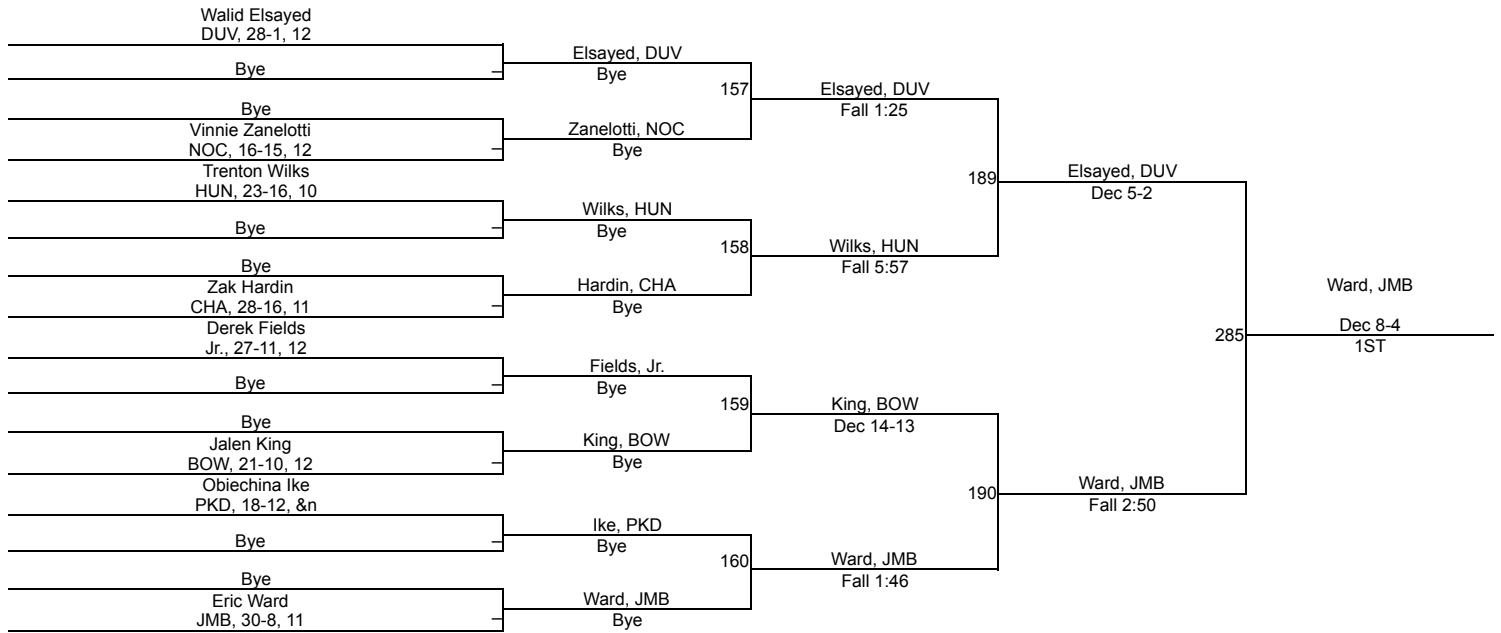 Walid Elsayed
DUV, 28-1, 12
Bye
Bye
Vinnie Zanelotti
NOC, 16-15, 12
Trenton Wilks
HUN, 23-16, 10
Bye
Bye
Zak Hardin
CHA, 28-16, 11
Derek Fields
Jr., 27-11, 12
Bye
Bye
Jalen King
BOW, 21-10, 12
Obiechina Ike
PKD, 18-12, &n
Bye
Bye
Eric Ward
JMB, 30-8, 11
Elsayed, DUV
Bye
157
Zanelotti, NOC
Bye
Wilks, HUN
Bye
158
Hardin, CHA
Bye
Fields, Jr.
Bye
159
King, BOW
Bye
Ike, PKD
Bye
160
Ward, JMB
Bye
Elsayed, DUV
Fall 1:25
189
Wilks, HUN
Fall 5:57
King, BOW
Dec 14-13
190
Ward, JMB
Fall 1:46
Elsayed, DUV
Dec 5-2
285
Ward, JMB
Fall 2:50
Ward, JMB
Dec 8-4
1ST